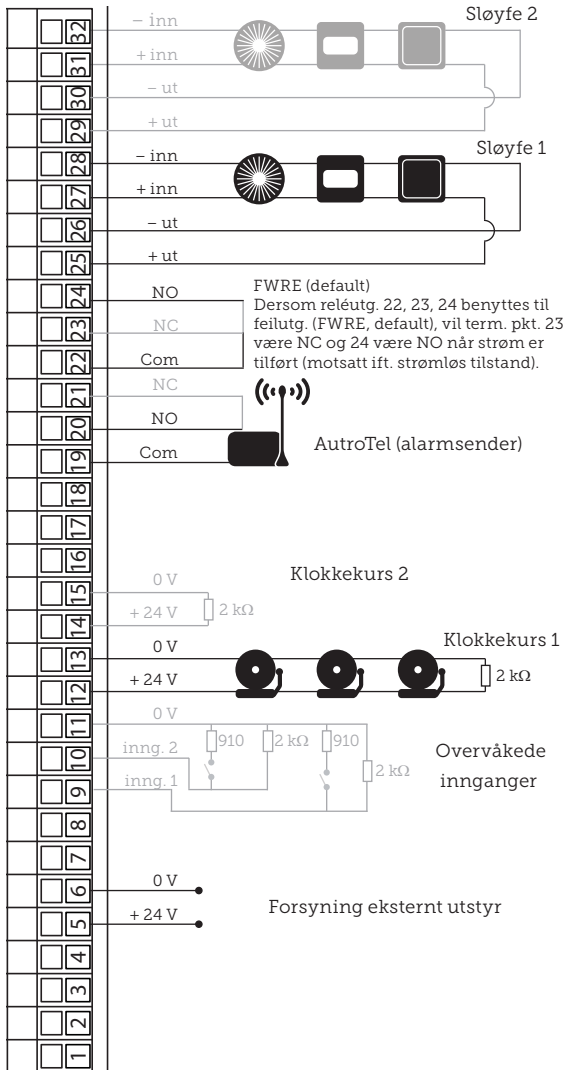 Sløyfe 2
32 – inn
31 + inn
30 – ut
29 + ut
Sløyfe 1
28 – inn
27 + inn
26 – ut
25 + ut
24 NO
23 NC
22 Com
FWRE (default)
Dersom reléutg. 22, 23, 24 benyttes til
feilutg. (FWRE, default), vil term. pkt. 23
være NC og 24 være NO når strøm er
tilført (motsatt ift. strømløs tilstand).
21 NC
20 NO
19 Com
AutroTel (alarmsender)
18
17
16
Klokkekurs 2
15 0 V
14 + 24 V 2 kΩ
Klokkekurs 1
13 0 V
12 + 24 V 2 kΩ
11 0 V
910 2 kΩ 910
10 inng. 2
2 kΩ
9 inng. 1
Overvåkede
innganger
8
7
6 0 V
5 + 24 V
Forsyning eksternt utstyr
4
3
2
1